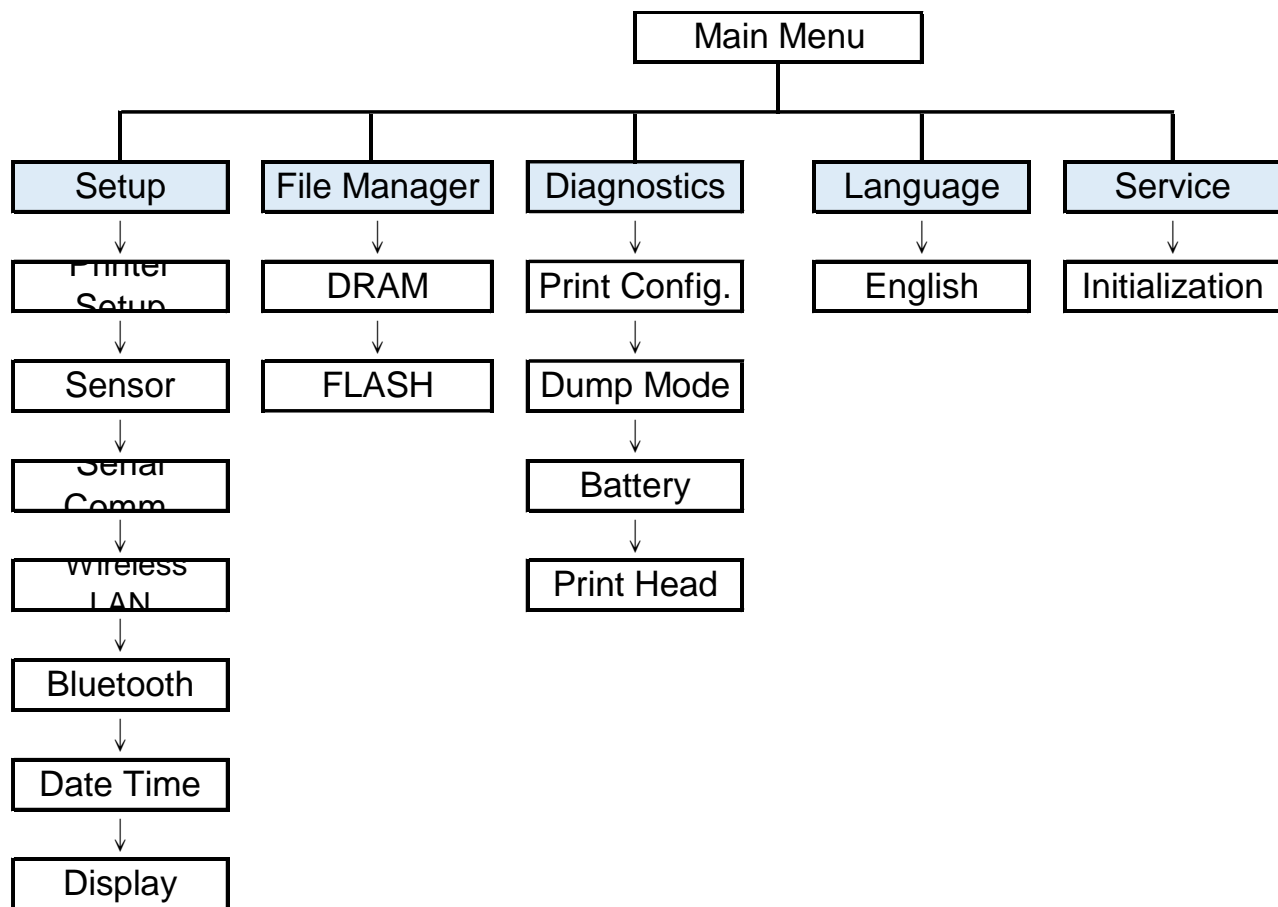 Main Menu
Setup
File Manager
Diagnostics
Language
Service
Printer
Setup
DRAM
Print Config.
English
Initialization
Sensor
FLASH
Dump Mode
Serial
Comm.
Battery
Wireless
LAN
Print Head
Bluetooth
Date Time
Display